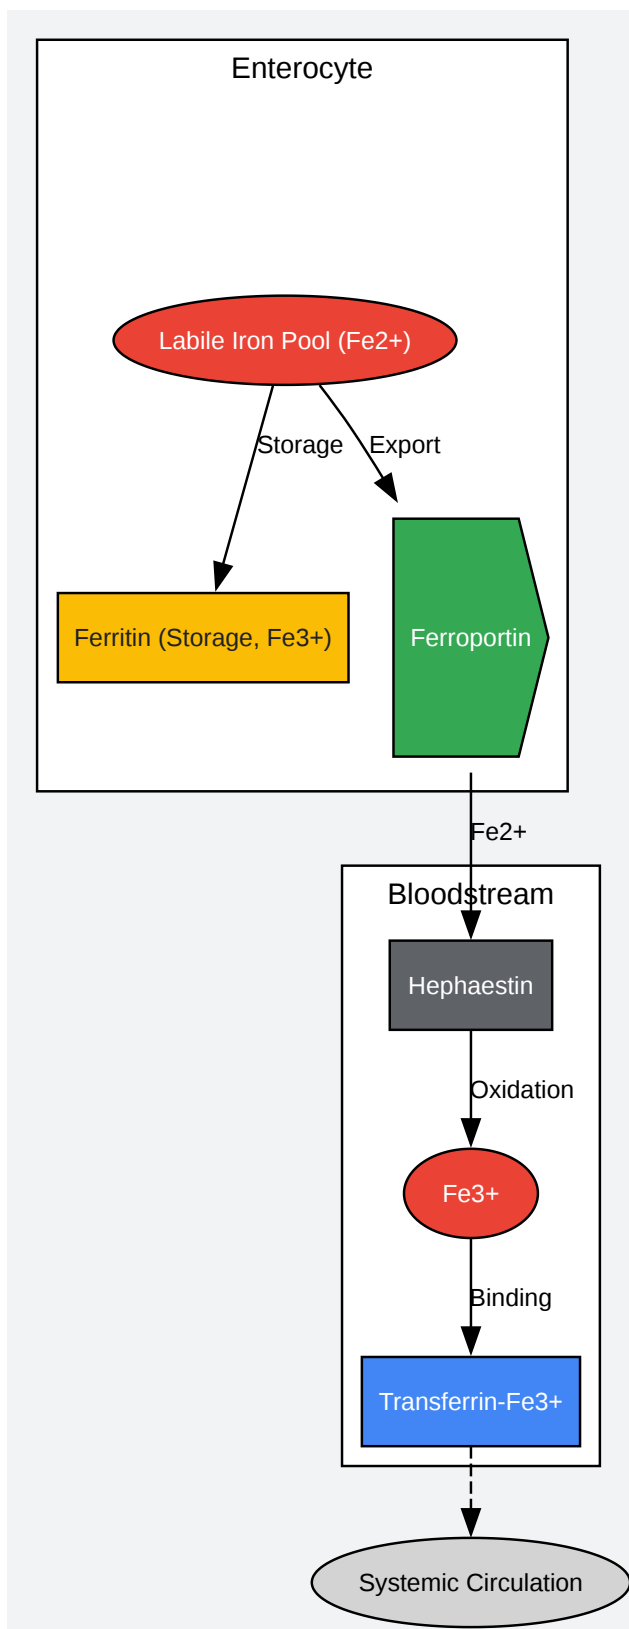 Enterocyte
Labile Iron Pool (Fe2+)
Storage
Export
Ferritin (Storage, Fe3+)
Ferroportin
Fe2+
Bloodstream
Hephaestin
Oxidation
Fe3+
Binding
Transferrin-Fe3+
Systemic Circulation